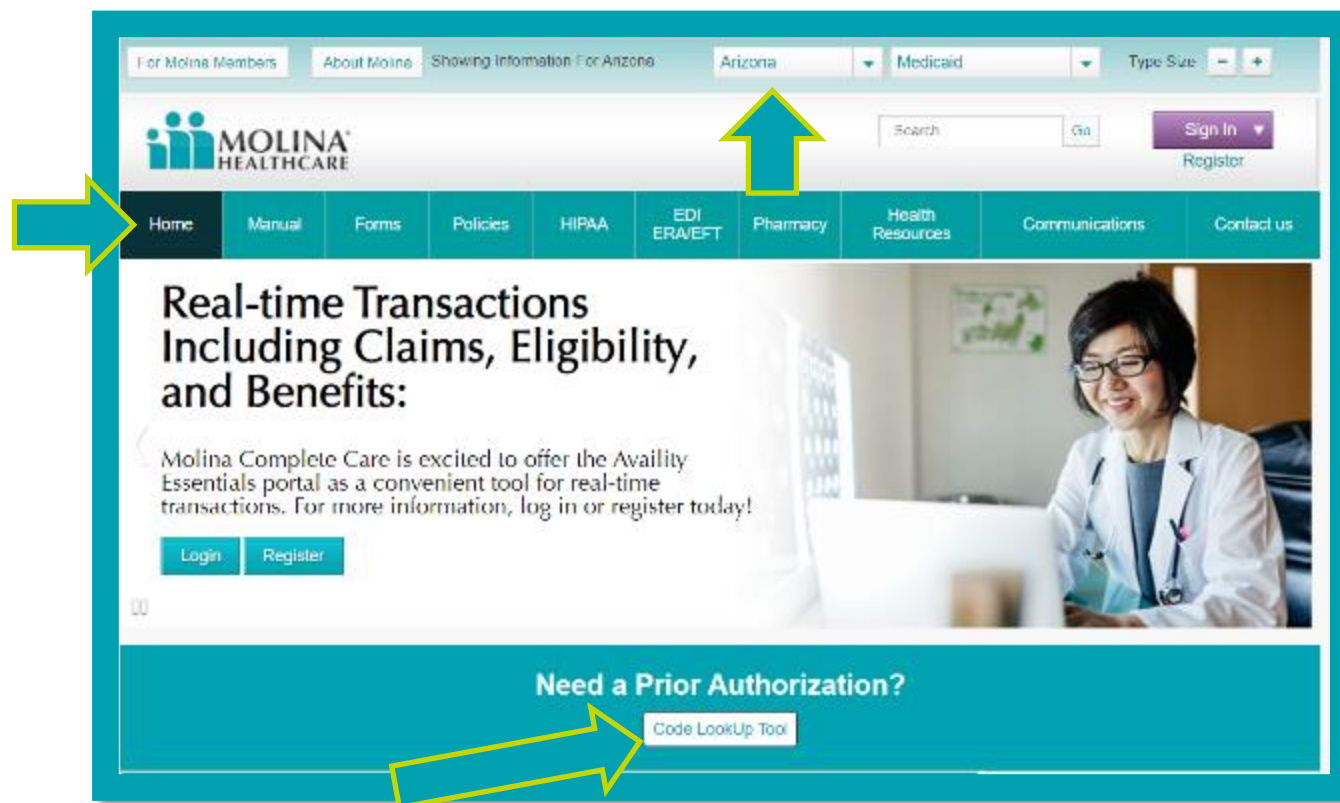 For Molina Members About Molina Showing Information For Arizona Arizona Medicaid Type Size - +
MOLINA
HEALTHCARE
Search Go
Sign In
Register
Home Manual Forms Policies HIPAA EDI ERA/EFT Pharmacy Health Resources Communications Contact us
Real-time Transactions
Including Claims, Eligibility,
and Benefits:
Molina Complete Care is excited to offer the Availity
Essentials portal as a convenient tool for real-time
transactions. For more information, log in or register today!
Login Register
Need a Prior Authorization?
Code LookUp Tool